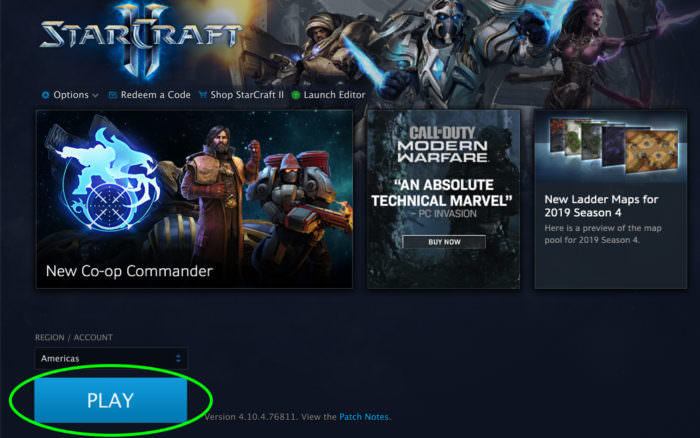 STARCRAFT
II
Options
Redeem a Code
Shop StarCraft II
Launch Editor
New Co-op Commander
CALL OF DUTY
MODERN
WARFARE
“AN ABSOLUTE
TECHNICAL MARVEL”
– PC INVASION
BUY NOW
New Ladder Maps for
2019 Season 4
Here is a preview of the map
pool for 2019 Season 4.
REGION / ACCOUNT
Americas
PLAY
Version 4.10.4.76811. View the Patch Notes.